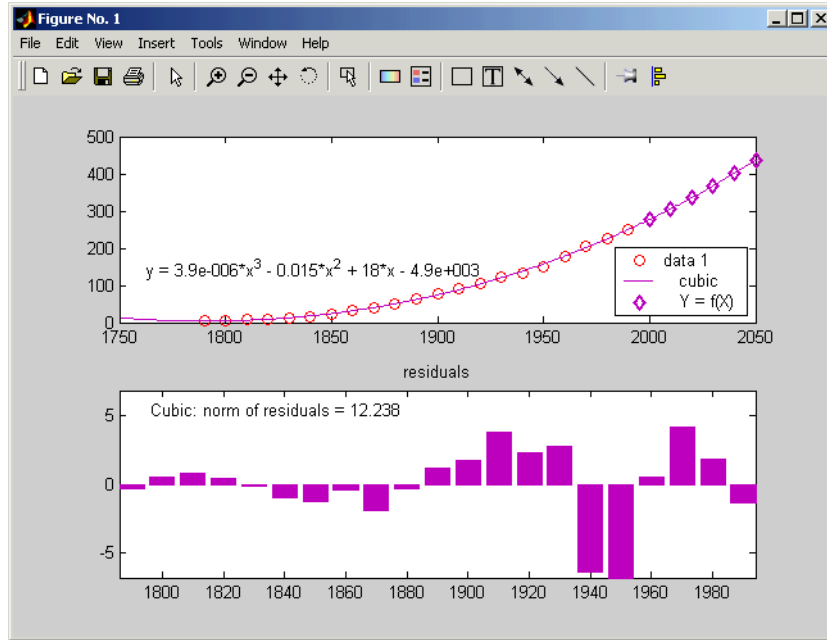 Figure No. 1
File Edit View Insert Tools Window Help
T
500
400
300
200
100
0
y = 3.9e-006*x^3 - 0.015*x^2 + 18*x - 4.9e+003
data 1
cubic
Y = f(X)
1750 1800 1850 1900 1950 2000 2050
residuals
Cubic: norm of residuals = 12.238
5
0
-5
1800 1820 1840 1860 1880 1900 1920 1940 1960 1980